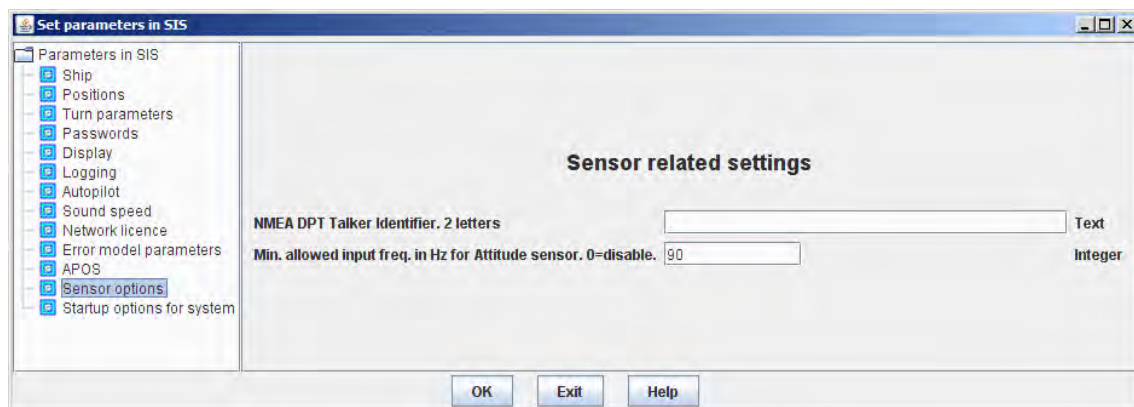 Set parameters in SIS
Parameters in SIS
Ship
Positions
Turn parameters
Passwords
Display
Logging
Autopilot
Sound speed
Network licence
Error model parameters
APOS
Sensor options
Startup options for system
Sensor related settings
NMEA DPT Talker Identifier. 2 letters Text
Min. allowed input freq. in Hz for Attitude sensor. 0=disable. 90 Integer
OK Exit Help